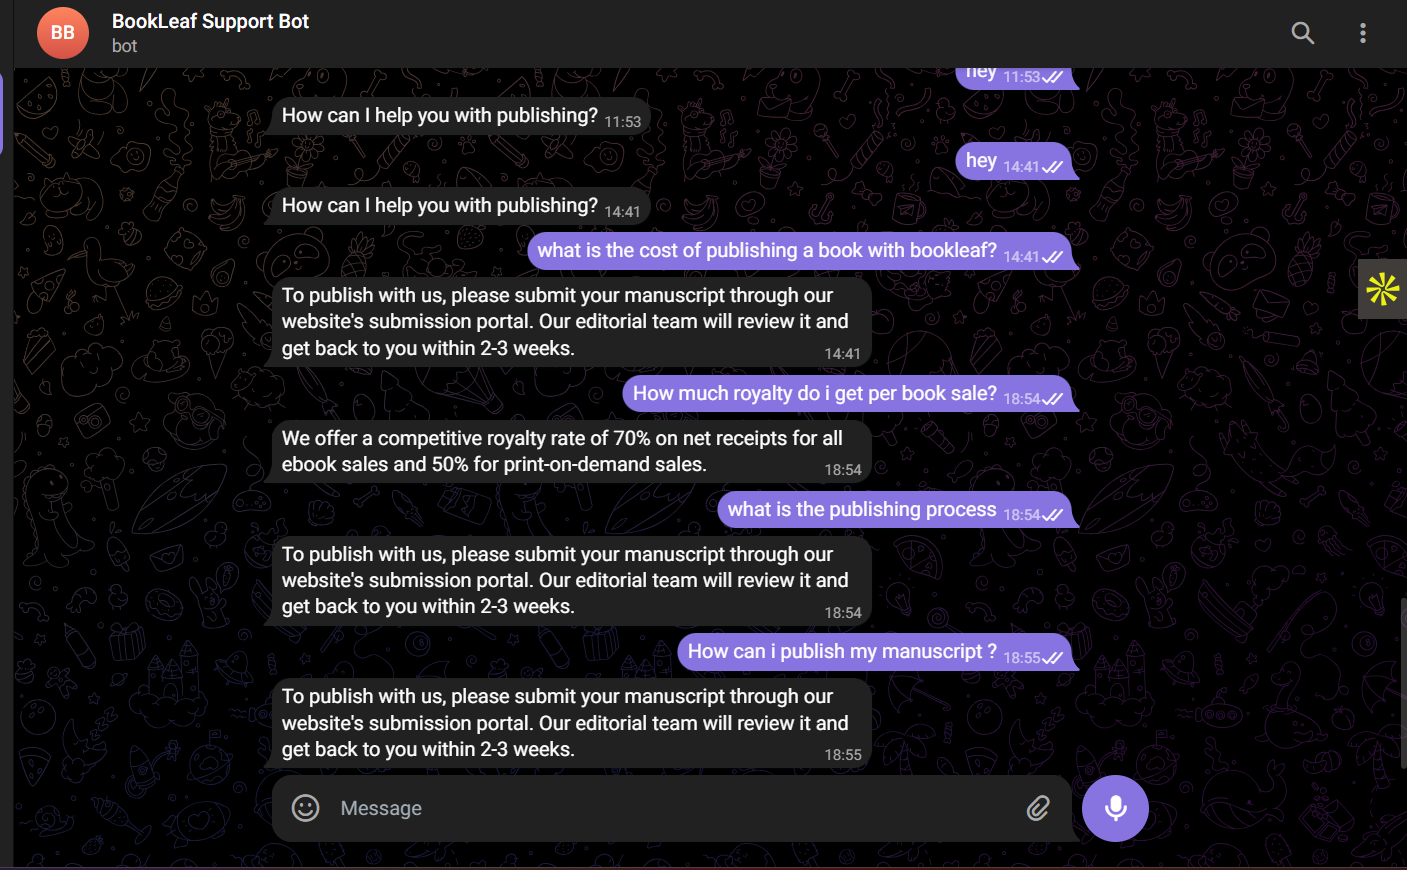 BB
BookLeaf Support Bot
bot
hey 11:53
How can I help you with publishing? 11:53
hey 14:41
How can I help you with publishing? 14:41
what is the cost of publishing a book with bookleaf? 14:41
To publish with us, please submit your manuscript through our
website's submission portal. Our editorial team will review it and
get back to you within 2-3 weeks. 14:41
How much royalty do i get per book sale? 18:54
We offer a competitive royalty rate of 70% on net receipts for all
ebook sales and 50% for print-on-demand sales. 18:54
what is the publishing process 18:54
To publish with us, please submit your manuscript through our
website's submission portal. Our editorial team will review it and
get back to you within 2-3 weeks. 18:54
How can i publish my manuscript ? 18:55
To publish with us, please submit your manuscript through our
website's submission portal. Our editorial team will review it and
get back to you within 2-3 weeks. 18:55
Message